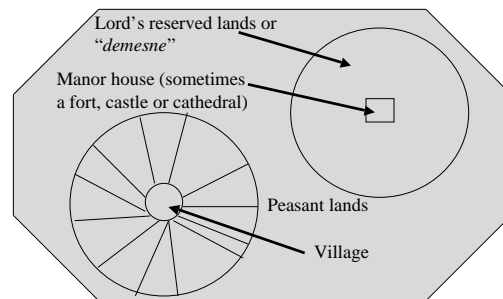 Lord’s reserved lands or
“demesne”
Manor house (sometimes
a fort, castle or cathedral)
Peasant lands
Village